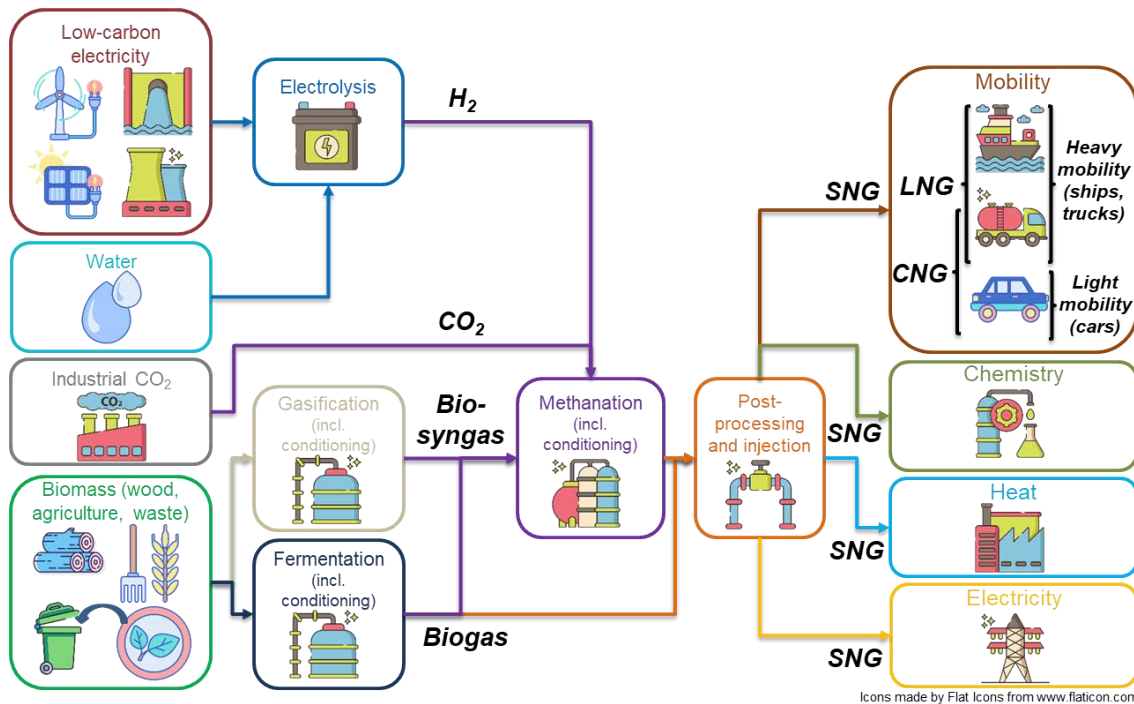 Low-carbon
electricity
Electrolysis
H₂
Water
CO₂
Industrial CO₂
CO₂
Gasification
(incl.
conditioning)
Bio-
syngas
Methanation
(incl.
conditioning)
Post-
processing
and injection
Biomass (wood,
agriculture, waste)
Fermentation
(incl.
conditioning)
Biogas
Mobility
SNG
LNG
Heavy
mobility
(ships,
trucks)
CNG
Light
mobility
(cars)
Chemistry
SNG
Heat
SNG
Electricity
SNG
Icons made by Flat Icons from www.flaticon.com